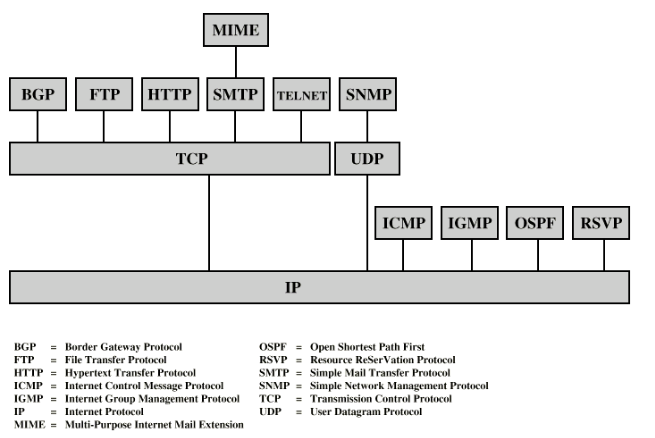 MIME
BGP FTP HTTP SMTP TELNET SNMP
TCP UDP
ICMP IGMP OSPF RSVP
IP
BGP = Border Gateway Protocol
FTP = File Transfer Protocol
HTTP = Hypertext Transfer Protocol
ICMP = Internet Control Message Protocol
IGMP = Internet Group Management Protocol
IP = Internet Protocol
MIME = Multi-Purpose Internet Mail Extension
OSPF = Open Shortest Path First
RSVP = Resource ReSerVation Protocol
SMTP = Simple Mail Transfer Protocol
SNMP = Simple Network Management Protocol
TCP = Transmission Control Protocol
UDP = User Datagram Protocol